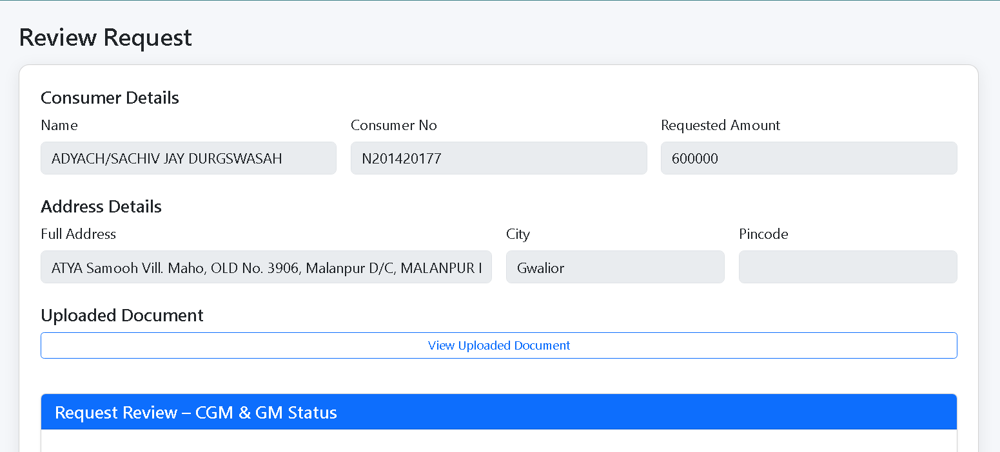 Review Request
Consumer Details
Name Consumer No Requested Amount
ADYACH/SACHIV JAY DURGSWASAH N201420177 600000
Address Details
Full Address City Pincode
ATYA Samooh Vill. Maho, OLD No. 3906, Malanpur D/C, MALANPUR I Gwalior
Uploaded Document
View Uploaded Document
Request Review – CGM & GM Status